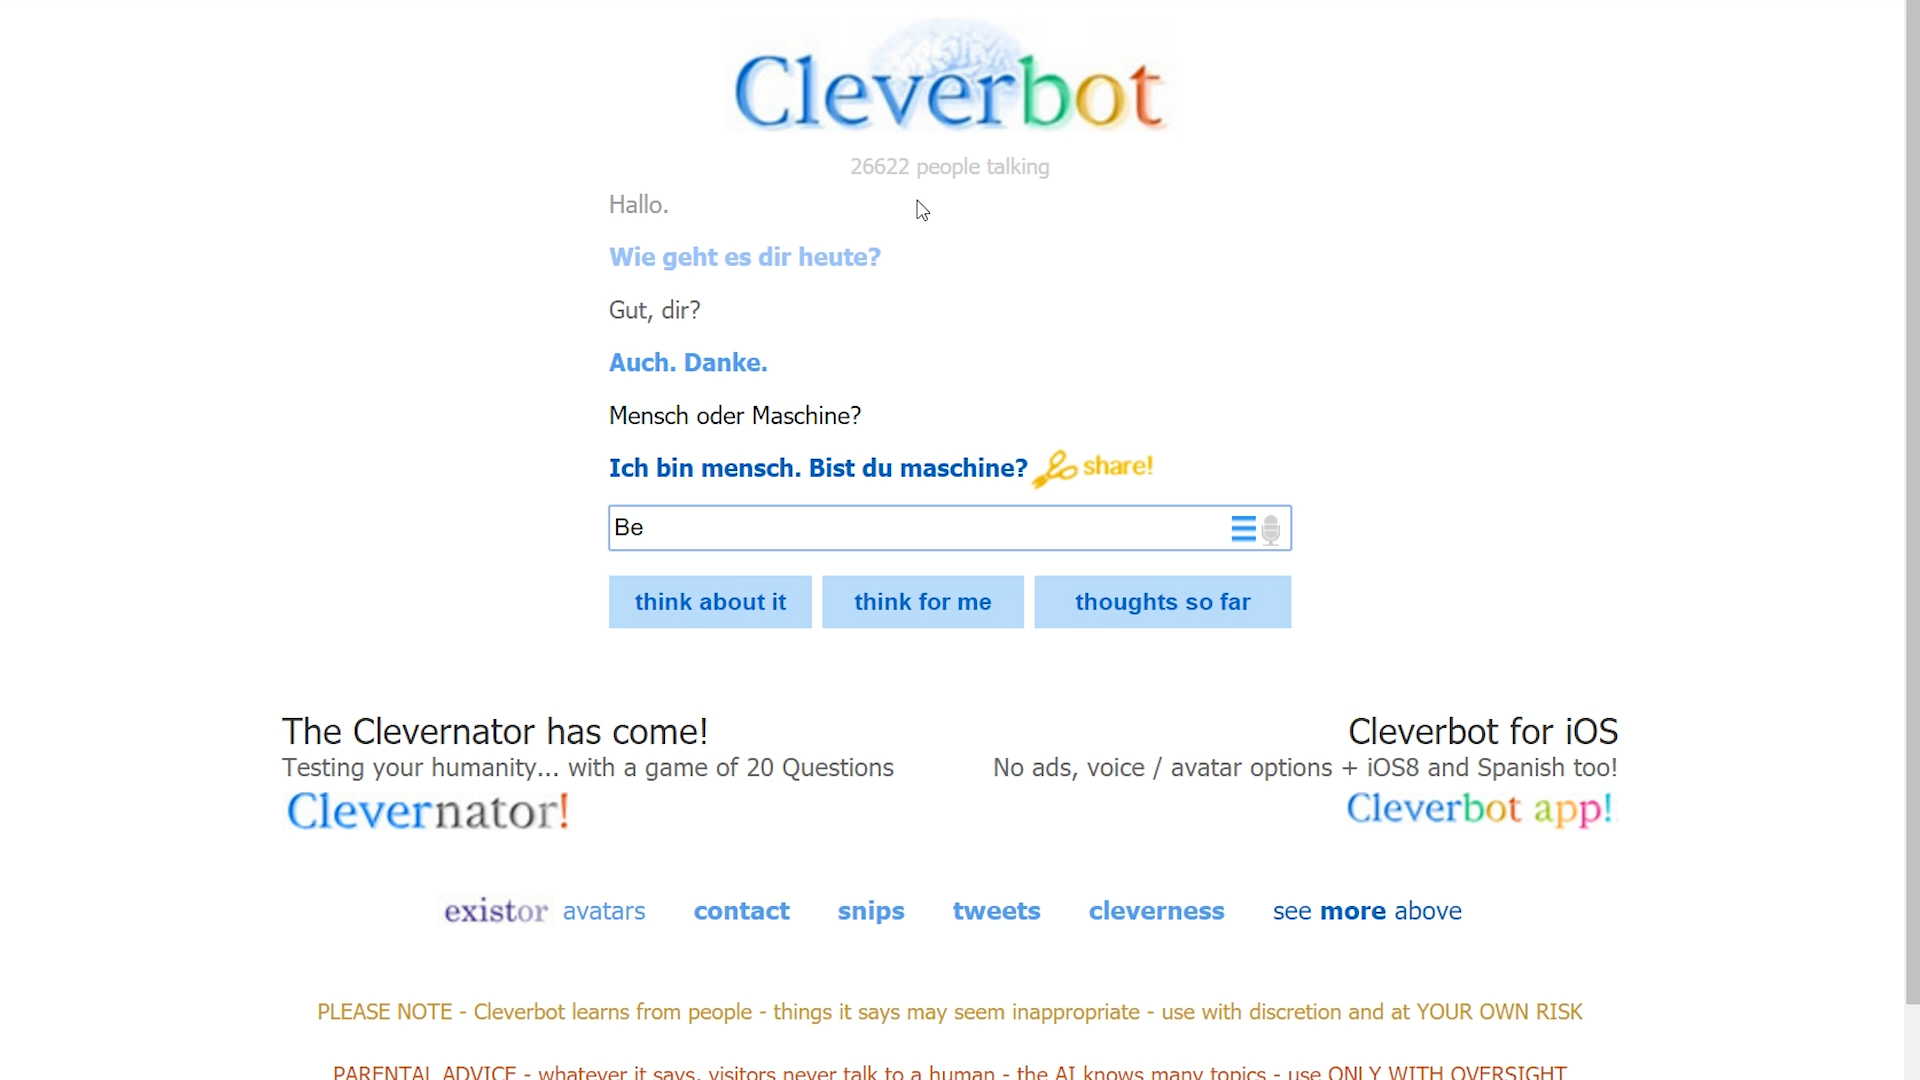 Cleverbot
26622 people talking
Hallo.
Wie geht es dir heute?
Gut, dir?
Auch. Danke.
Mensch oder Maschine?
Ich bin mensch. Bist du maschine? share!
Be
think about it think for me thoughts so far
The Clevernator has come! Cleverbot for iOS
Testing your humanity... with a game of 20 Questions No ads, voice / avatar options + iOS8 and Spanish too!
Clevernator! Cleverbot app!
existor avatars contact snips tweets cleverness see more above
PLEASE NOTE - Cleverbot learns from people - things it says may seem inappropriate - use with discretion and at YOUR OWN RISK
PARENTAL ADVICE - whatever it says, visitors never talk to a human - the AI knows many topics - use ONLY WITH OVERSIGHT